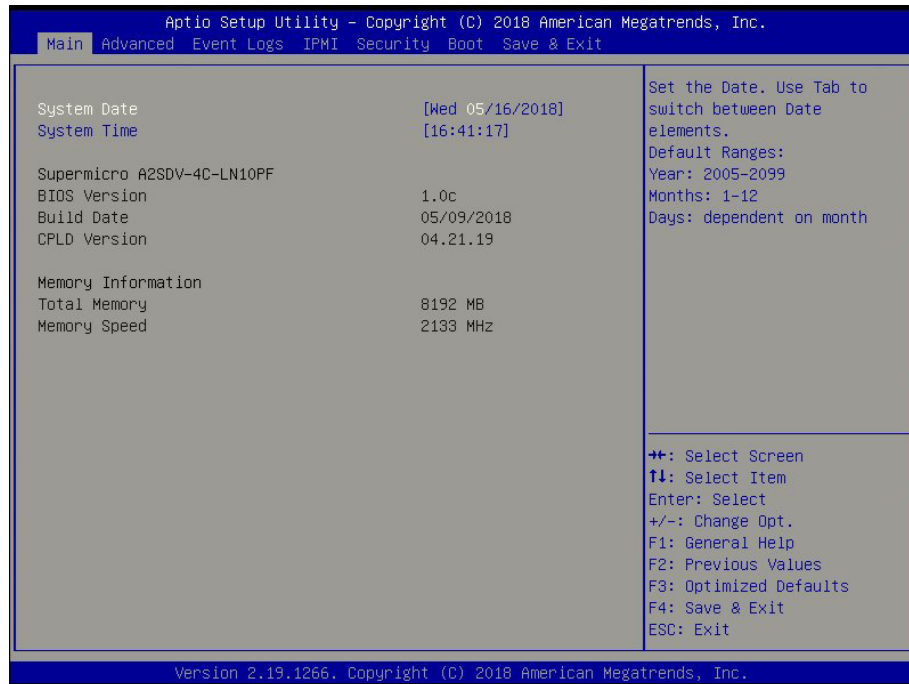 Aptio Setup Utility – Copyright (C) 2018 American Megatrends, Inc.
Main Advanced Event Logs IPMI Security Boot Save & Exit
System Date [Wed 05/16/2018]
System Time [16:41:17]
Supermicro A2SDV-4C-LN10PF
BIOS Version 1.0c
Build Date 05/09/2018
CPLD Version 04.21.19
Memory Information
Total Memory 8192 MB
Memory Speed 2133 MHz
Set the Date. Use Tab to
switch between Date
elements.
Default Ranges:
Year: 2005-2099
Months: 1-12
Days: dependent on month
→←: Select Screen
↑↓: Select Item
Enter: Select
+/-: Change Opt.
F1: General Help
F2: Previous Values
F3: Optimized Defaults
F4: Save & Exit
ESC: Exit
Version 2.19.1266. Copyright (C) 2018 American Megatrends, Inc.